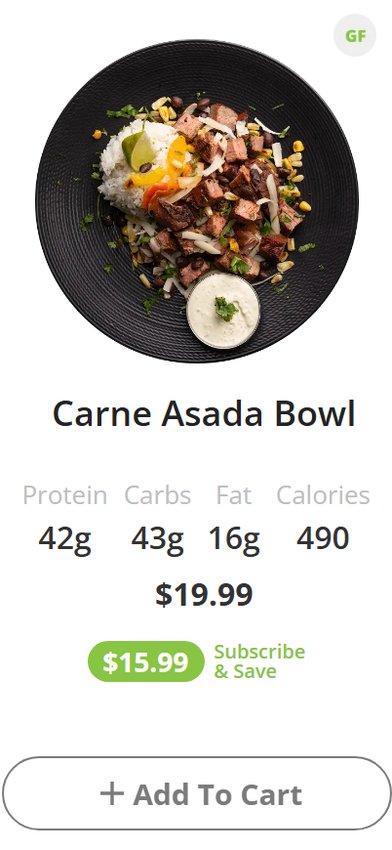 GF
Carne Asada Bowl
Protein Carbs Fat Calories
42g 43g 16g 490
$19.99
$15.99 Subscribe
& Save
+ Add To Cart